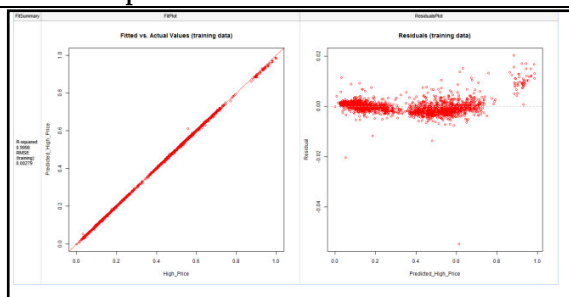 FitSummary
FitPlot
ResidualsPlot
Fitted vs. Actual Values (training data)
Residuals (training data)
R-squared
RMSE
(training)
0.00279
Predicted_High_Price
1.0
0.8
0.6
0.4
0.2
0.0
0.0 0.2 0.4 0.6 0.8 1.0
High_Price
Residual
0.02
0.00
-0.02
-0.04
0.0 0.2 0.4 0.6 0.8 1.0
Predicted_High_Price